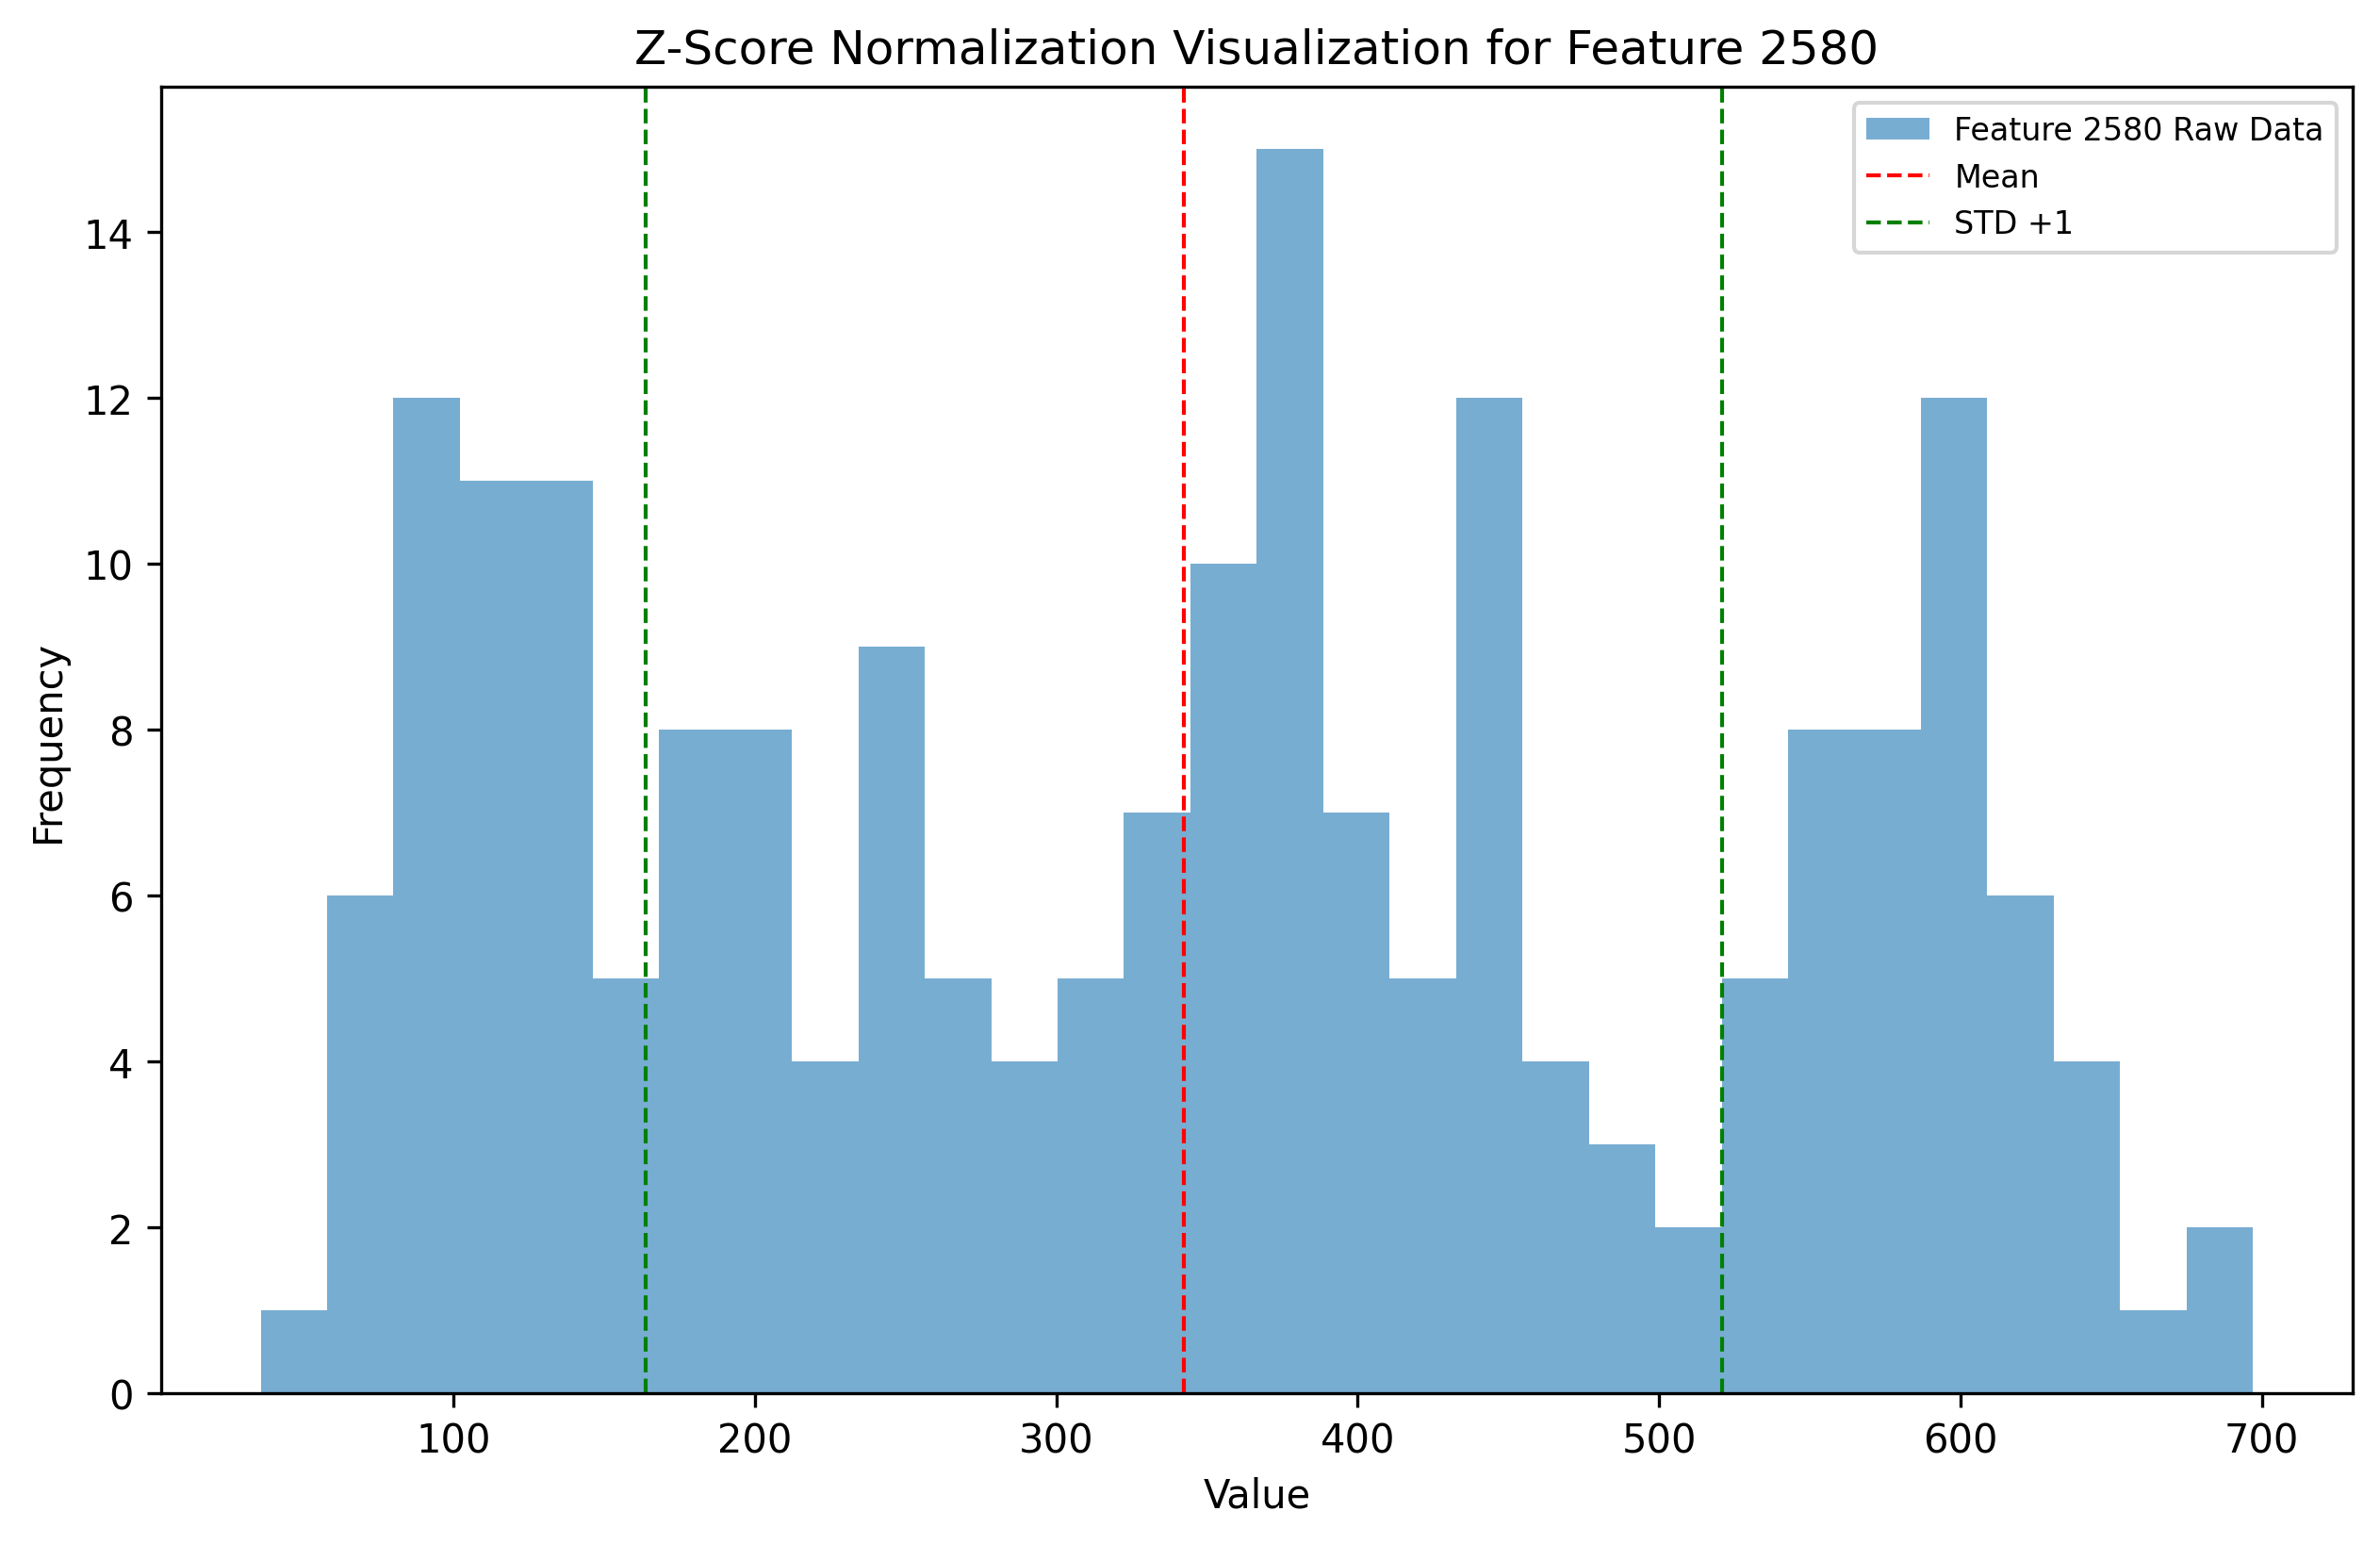 Z-Score Normalization Visualization for Feature 2580
Feature 2580 Raw Data
Mean
STD +1
Frequency
14
12
10
8
6
4
2
0
100 200 300 400 500 600 700
Value